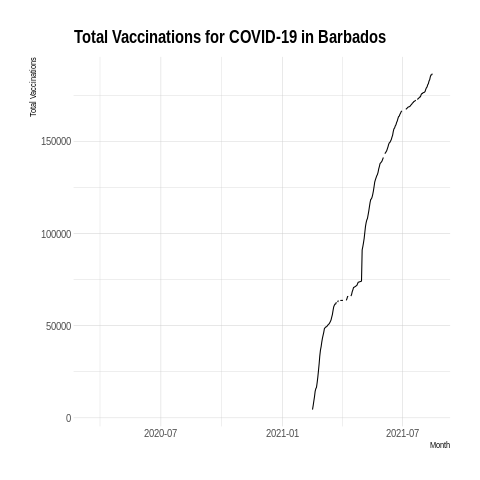 Total Vaccinations for COVID-19 in Barbados
Total Vaccinations
150000
100000
50000
0
2020-07 2021-01 2021-07
Month